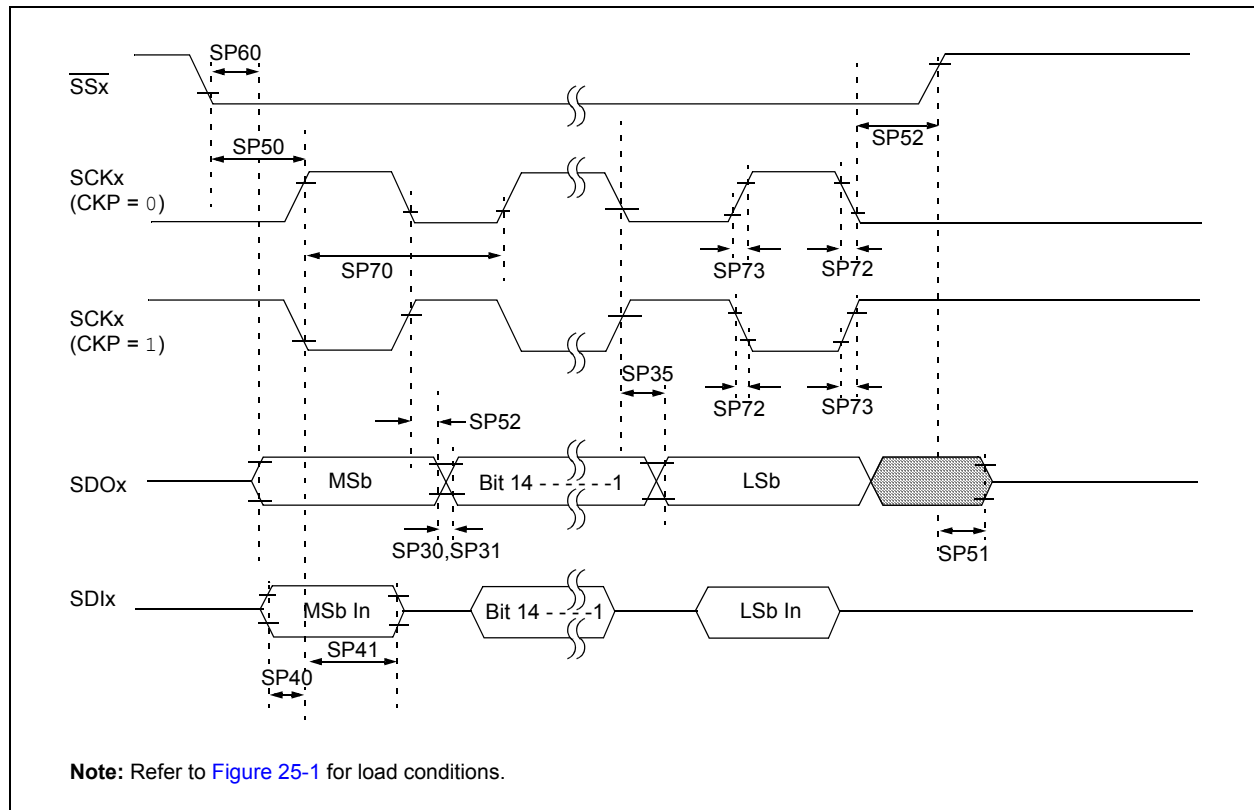 SP60
SSx
SP50
SP52
SCKx
(CKP = 0)
SP70
SP73
SP72
SCKx
(CKP = 1)
SP35
SP72
SP73
SP52
SDOx
MSb
Bit 14 - - - - - -1
LSb
SP30,SP31
SP51
SDIx
MSb In
Bit 14 - - - -1
LSb In
SP41
SP40
Note: Refer to Figure 25-1 for load conditions.